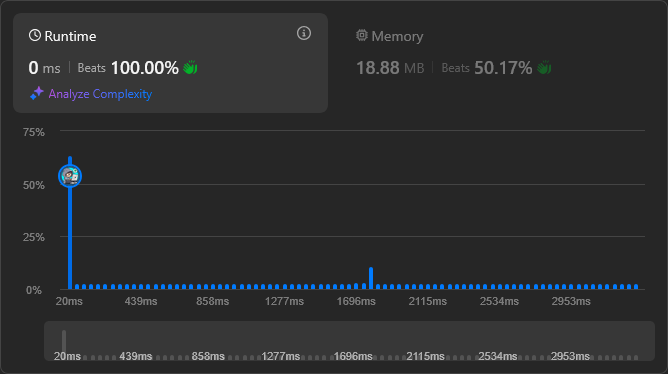 Runtime
0 ms | Beats 100.00%
Analyze Complexity
Memory
18.88 MB | Beats 50.17%
75%
50%
25%
0%
20ms 439ms 858ms 1277ms 1696ms 2115ms 2534ms 2953ms
20ms 439ms 858ms 1277ms 1696ms 2115ms 2534ms 2953ms